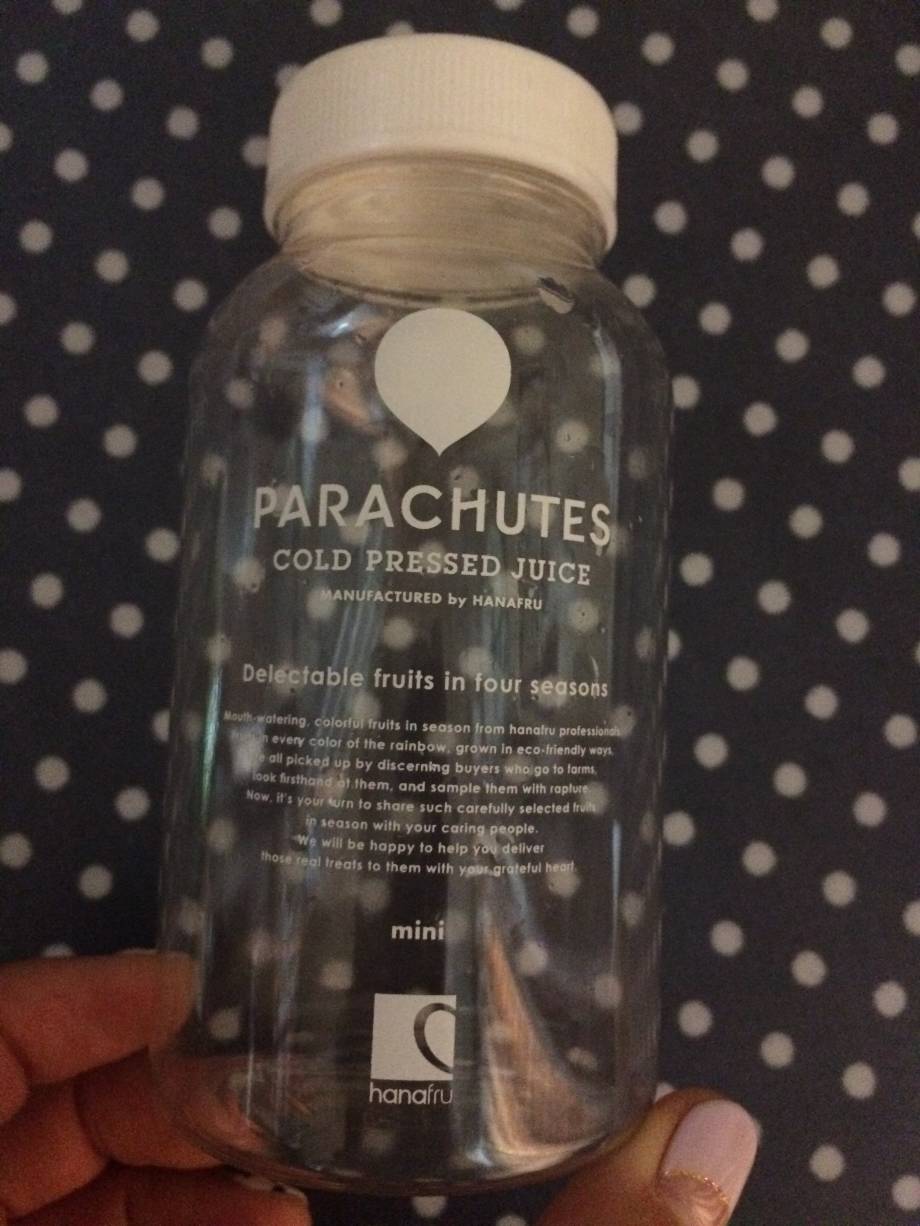 PARACHUTES
COLD PRESSED JUICE
MANUFACTURED by HANAFRU
Delectable fruits in four seasons
Mouth-watering, colorful fruits in season from hanafru professionals
in every color of the rainbow, grown in eco-friendly ways,
all picked up by discerning buyers who go to farms,
look firsthand at them, and sample them with rapture.
Now, it's your turn to share such carefully selected fruits
in season with your caring people.
We will be happy to help you deliver
those real treats to them with your grateful heart.
mini
hanafru